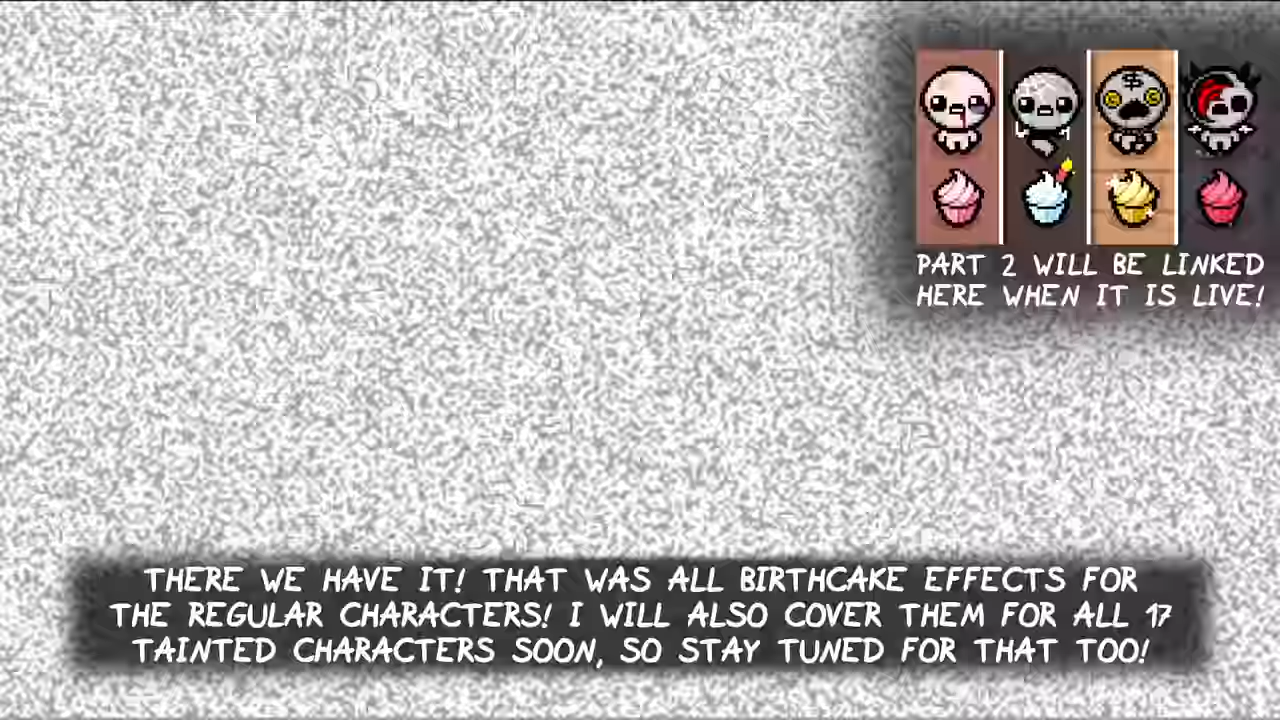 PART 2 WILL BE LINKED
HERE WHEN IT IS LIVE!
THERE WE HAVE IT! THAT WAS ALL BIRTHCAKE EFFECTS FOR
THE REGULAR CHARACTERS! I WILL ALSO COVER THEM FOR ALL 17
TAINTED CHARACTERS SOON, SO STAY TUNED FOR THAT TOO!